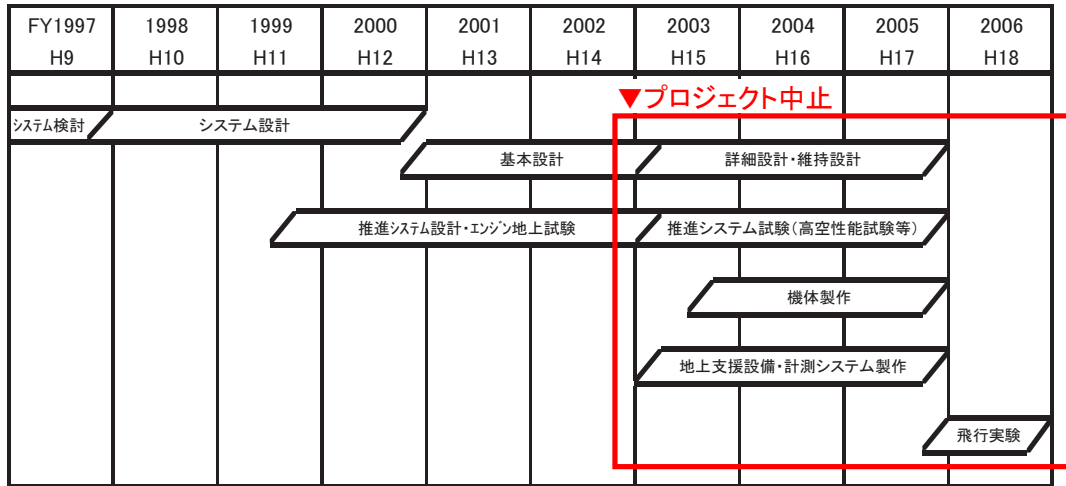 FY1997 1998 1999 2000 2001 2002 2003 2004 2005 2006
H9 H10 H11 H12 H13 H14 H15 H16 H17 H18
▼プロジェクト中止
システム検討 システム設計
基本設計 詳細設計・維持設計
推進システム設計・エンジン地上試験 推進システム試験(高空性能試験等)
機体製作
地上支援設備・計測システム製作
飛行実験